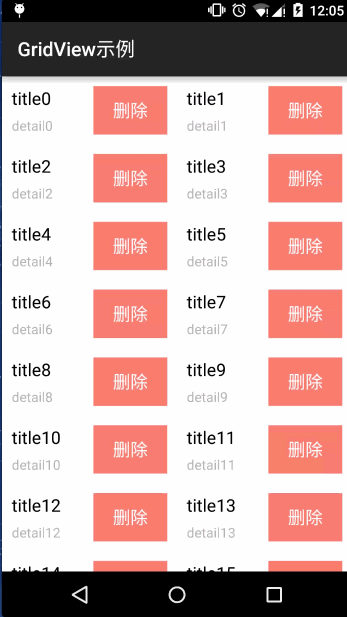 12:05
GridView示例
title0 删除 title1 删除
detail0 detail1
title2 删除 title3 删除
detail2 detail3
title4 删除 title5 删除
detail4 detail5
title6 删除 title7 删除
detail6 detail7
title8 删除 title9 删除
detail8 detail9
title10 删除 title11 删除
detail10 detail11
title12 删除 title13 删除
detail12 detail13
title14 title15